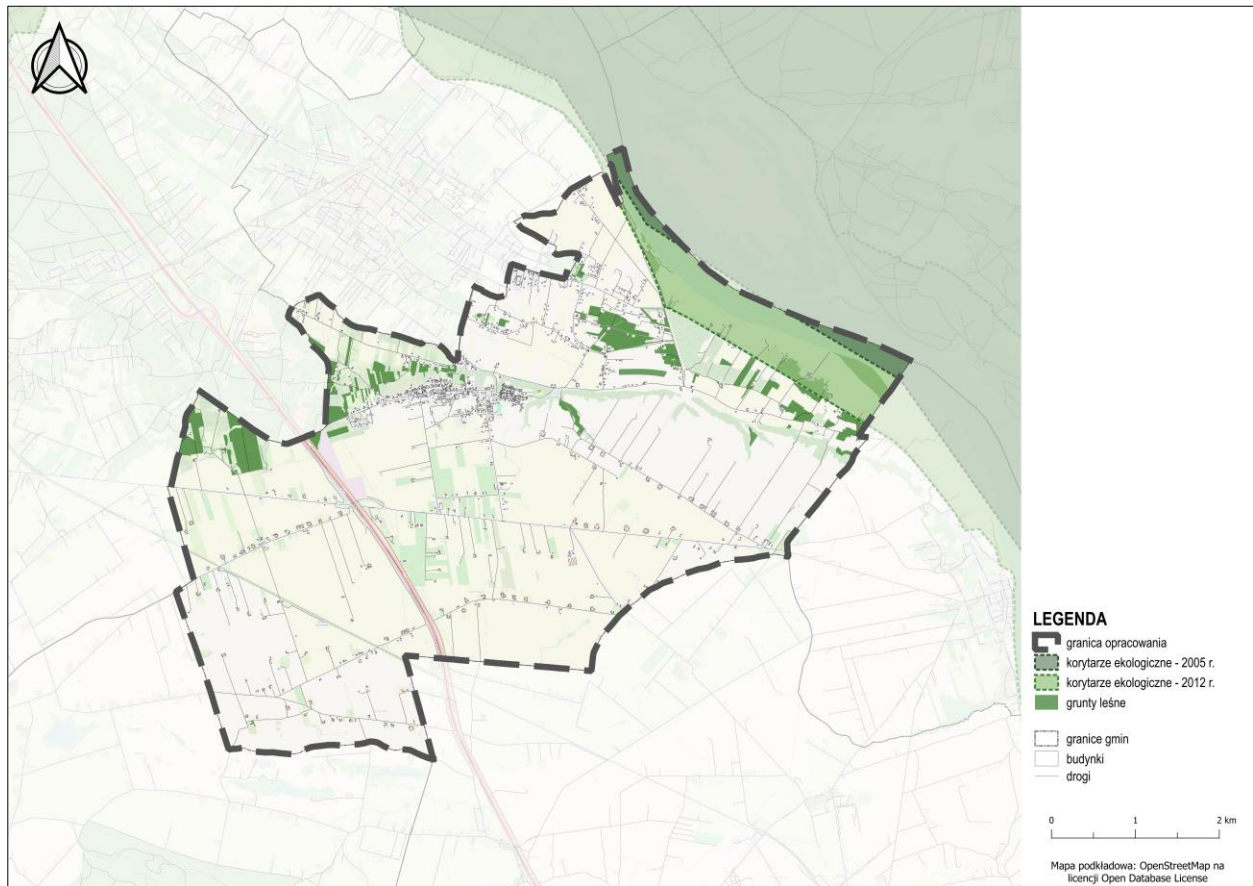 LEGENDA
granica opracowania
korytarze ekologiczne - 2005 r.
korytarze ekologiczne - 2012 r.
grunty leśne
granice gmin
budynki
drogi
0 1 2 km
Mapa podkładowa: OpenStreetMap na
licencji Open Database License